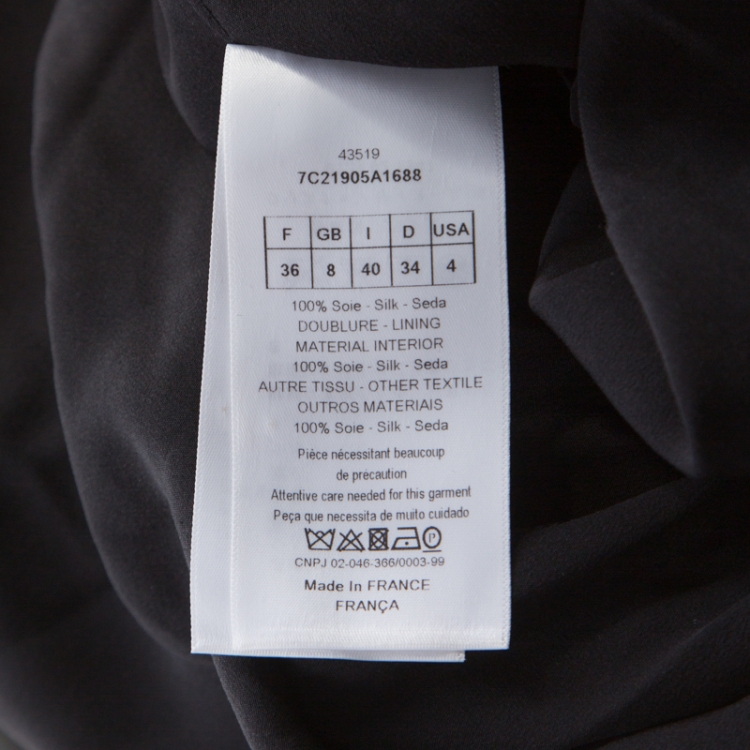 43519
7C21905A1688
F GB I D USA
36 8 40 34 4
100% Soie - Silk - Seda
DOUBLURE - LINING
MATERIAL INTERIOR
100% Soie - Silk - Seda
AUTRE TISSU - OTHER TEXTILE
OUTROS MATERIAIS
100% Soie - Silk - Seda
Pièce nécessitant beaucoup
de précaution
Attentive care needed for this garment
Peça que necessita de muito cuidado
P
CNPJ 02-046-366/0003-99
Made In FRANCE
FRANÇA